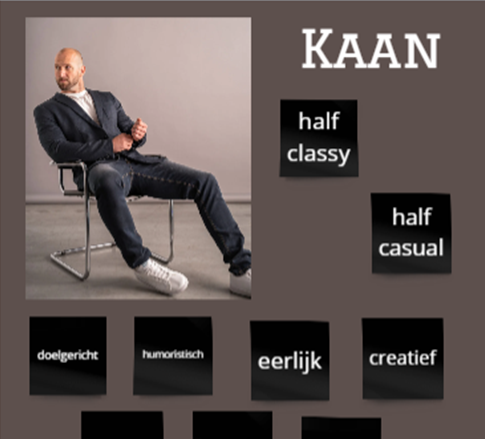 KAAN
half
classy
half
casual
doelgericht
humoristisch
eerlijk
creatief